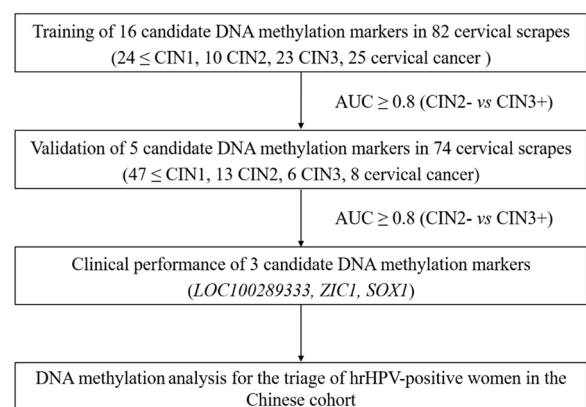 Training of 16 candidate DNA methylation markers in 82 cervical scrapes
(24 ≤ CIN1, 10 CIN2, 23 CIN3, 25 cervical cancer )
AUC ≥ 0.8 (CIN2- vs CIN3+)
Validation of 5 candidate DNA methylation markers in 74 cervical scrapes
(47 ≤ CIN1, 13 CIN2, 6 CIN3, 8 cervical cancer)
AUC ≥ 0.8 (CIN2- vs CIN3+)
Clinical performance of 3 candidate DNA methylation markers
(LOC100289333, ZIC1, SOX1)
DNA methylation analysis for the triage of hrHPV-positive women in the
Chinese cohort